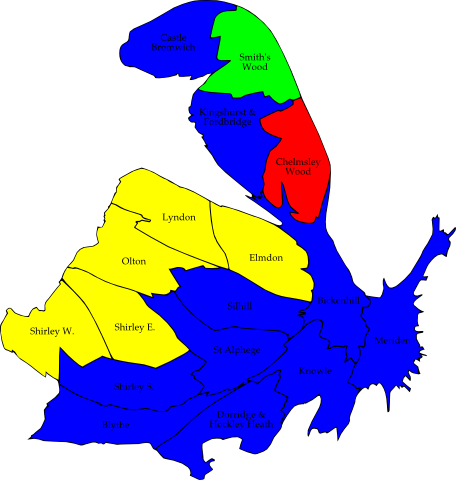 Castle
Bromwich
Smith's
Wood
Kingshurst &
Fordbridge
Chelmsley
Wood
Lyndon
Elmdon
Olton
Bickenhill
Silhill
Shirley W.
Shirley E.
Meriden
St Alphege
Knowle
Shirley S.
Dorridge &
Hockley Heath
Blythe